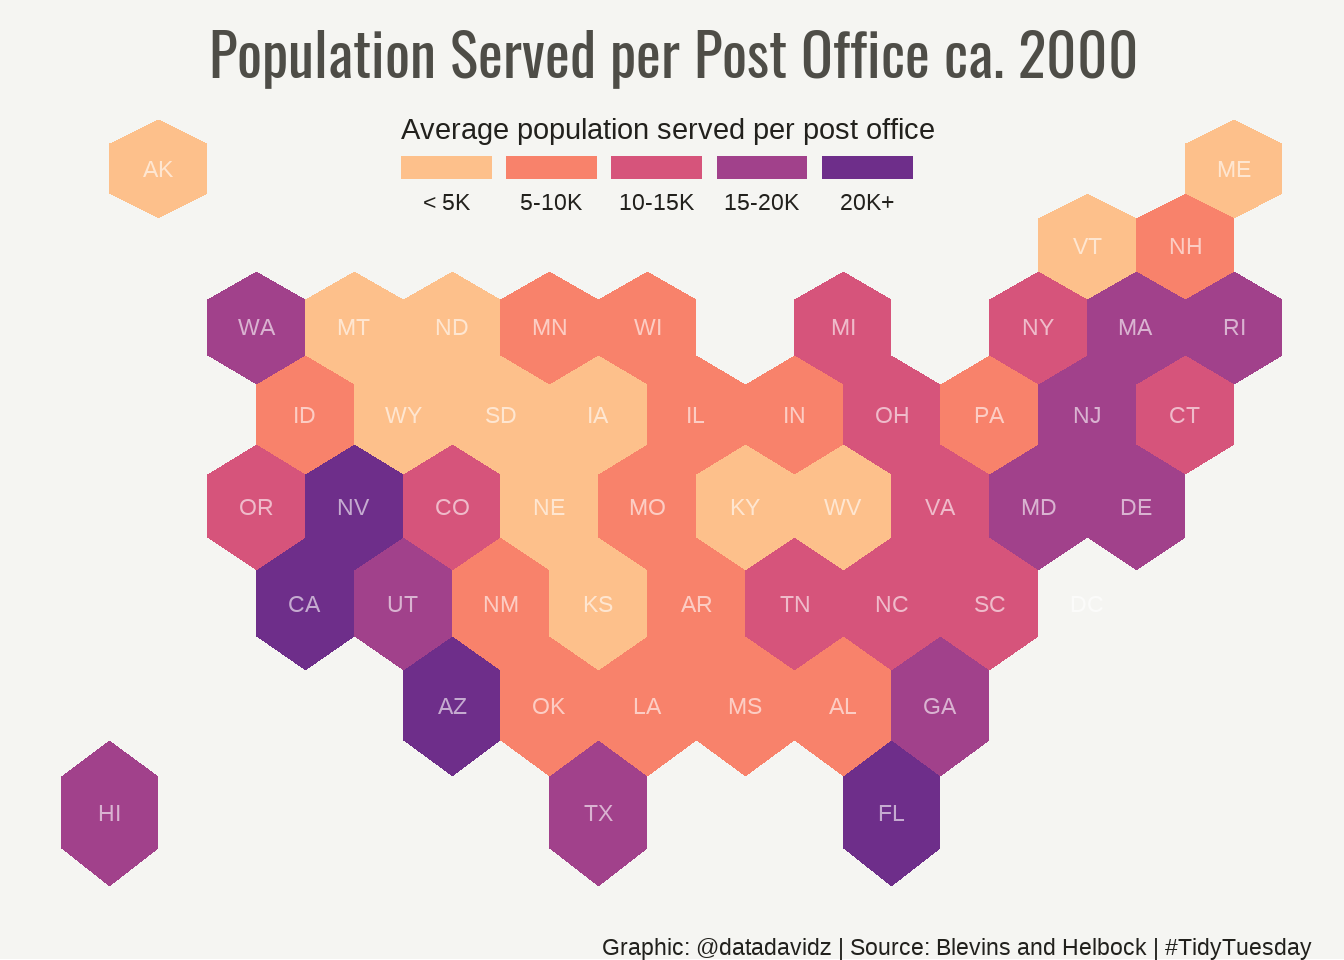 Population Served per Post Office ca. 2000
Average population served per post office
< 5K 5-10K 10-15K 15-20K 20K+
AK ME
VT NH
WA MT ND MN WI MI NY MA RI
ID WY SD IA IL IN OH PA NJ CT
OR NV CO NE MO KY WV VA MD DE
CA UT NM KS AR TN NC SC DC
AZ OK LA MS AL GA
HI TX FL
Graphic: @datadavidz | Source: Blevins and Helbock | #TidyTuesday